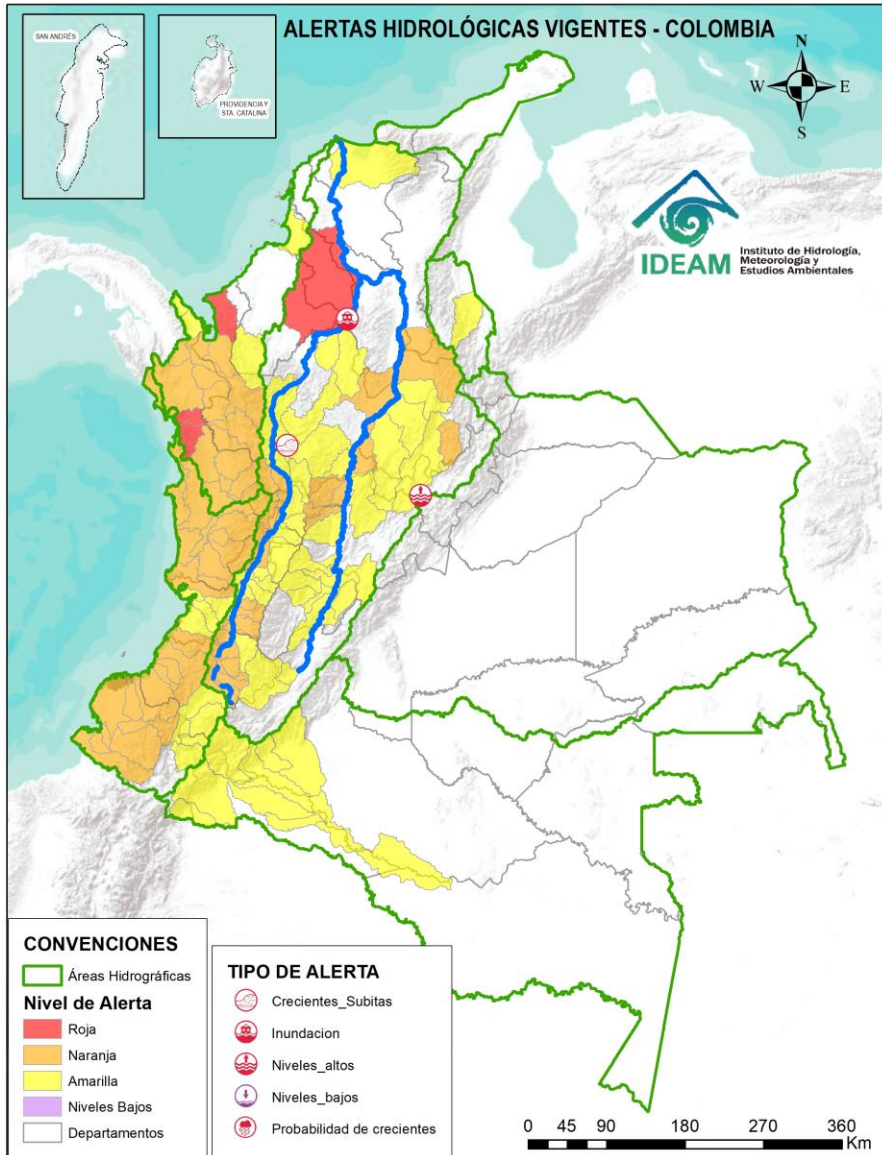 ALERTAS HIDROLÓGICAS VIGENTES - COLOMBIA
SAN ANDRÉS
PROVIDENCIA Y
STA. CATALINA
N
W
E
S
IDEAM
Instituto de Hidrología,
Meteorología y
Estudios Ambientales
CONVENCIONES
Áreas Hidrográficas
Nivel de Alerta
Roja
Naranja
Amarilla
Niveles Bajos
Departamentos
TIPO DE ALERTA
Crecientes_Subitas
Inundacion
Niveles_altos
Niveles_bajos
Probabilidad de crecientes
0 45 90 180 270 360
Km